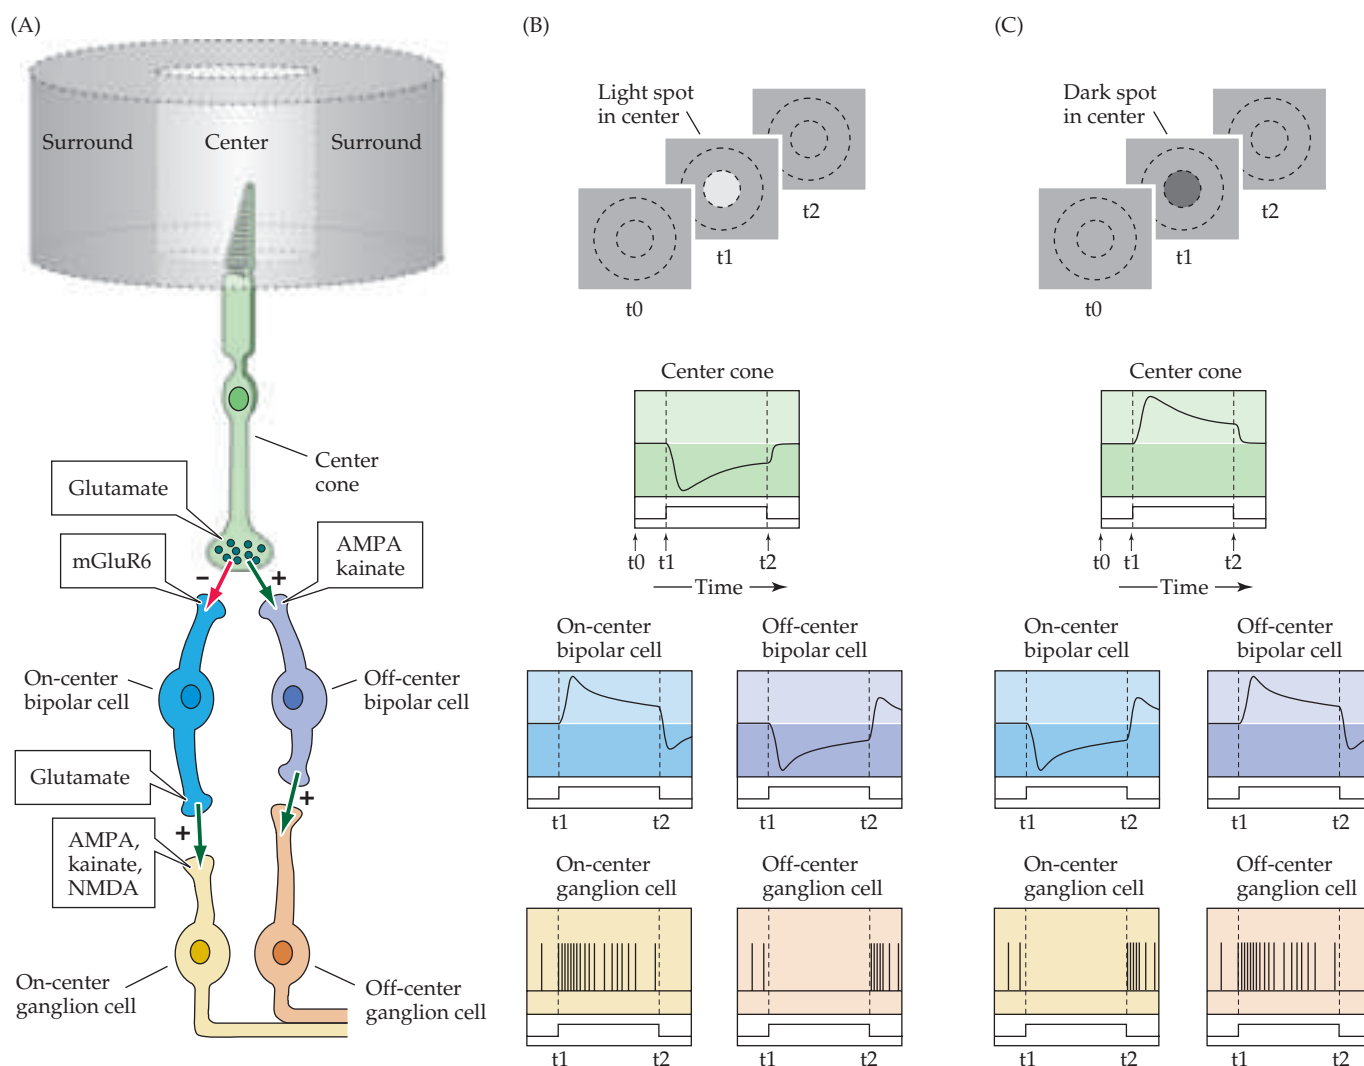 (A)
Surround
Center
Surround
Center
cone
Glutamate
mGluR6
AMPA
kainate
−
+
On-center
bipolar cell
Off-center
bipolar cell
Glutamate
+
+
AMPA,
kainate,
NMDA
On-center
ganglion cell
Off-center
ganglion cell
(B)
Light spot
in center
t2
t1
t0
Center cone
t0
t1
t2
Time
On-center
bipolar cell
t1
t2
Off-center
bipolar cell
t1
t2
On-center
ganglion cell
t1
t2
Off-center
ganglion cell
t1
t2
(C)
Dark spot
in center
t2
t1
t0
Center cone
t0
t1
t2
Time
On-center
bipolar cell
t1
t2
Off-center
bipolar cell
t1
t2
On-center
ganglion cell
t1
t2
Off-center
ganglion cell
t1
t2